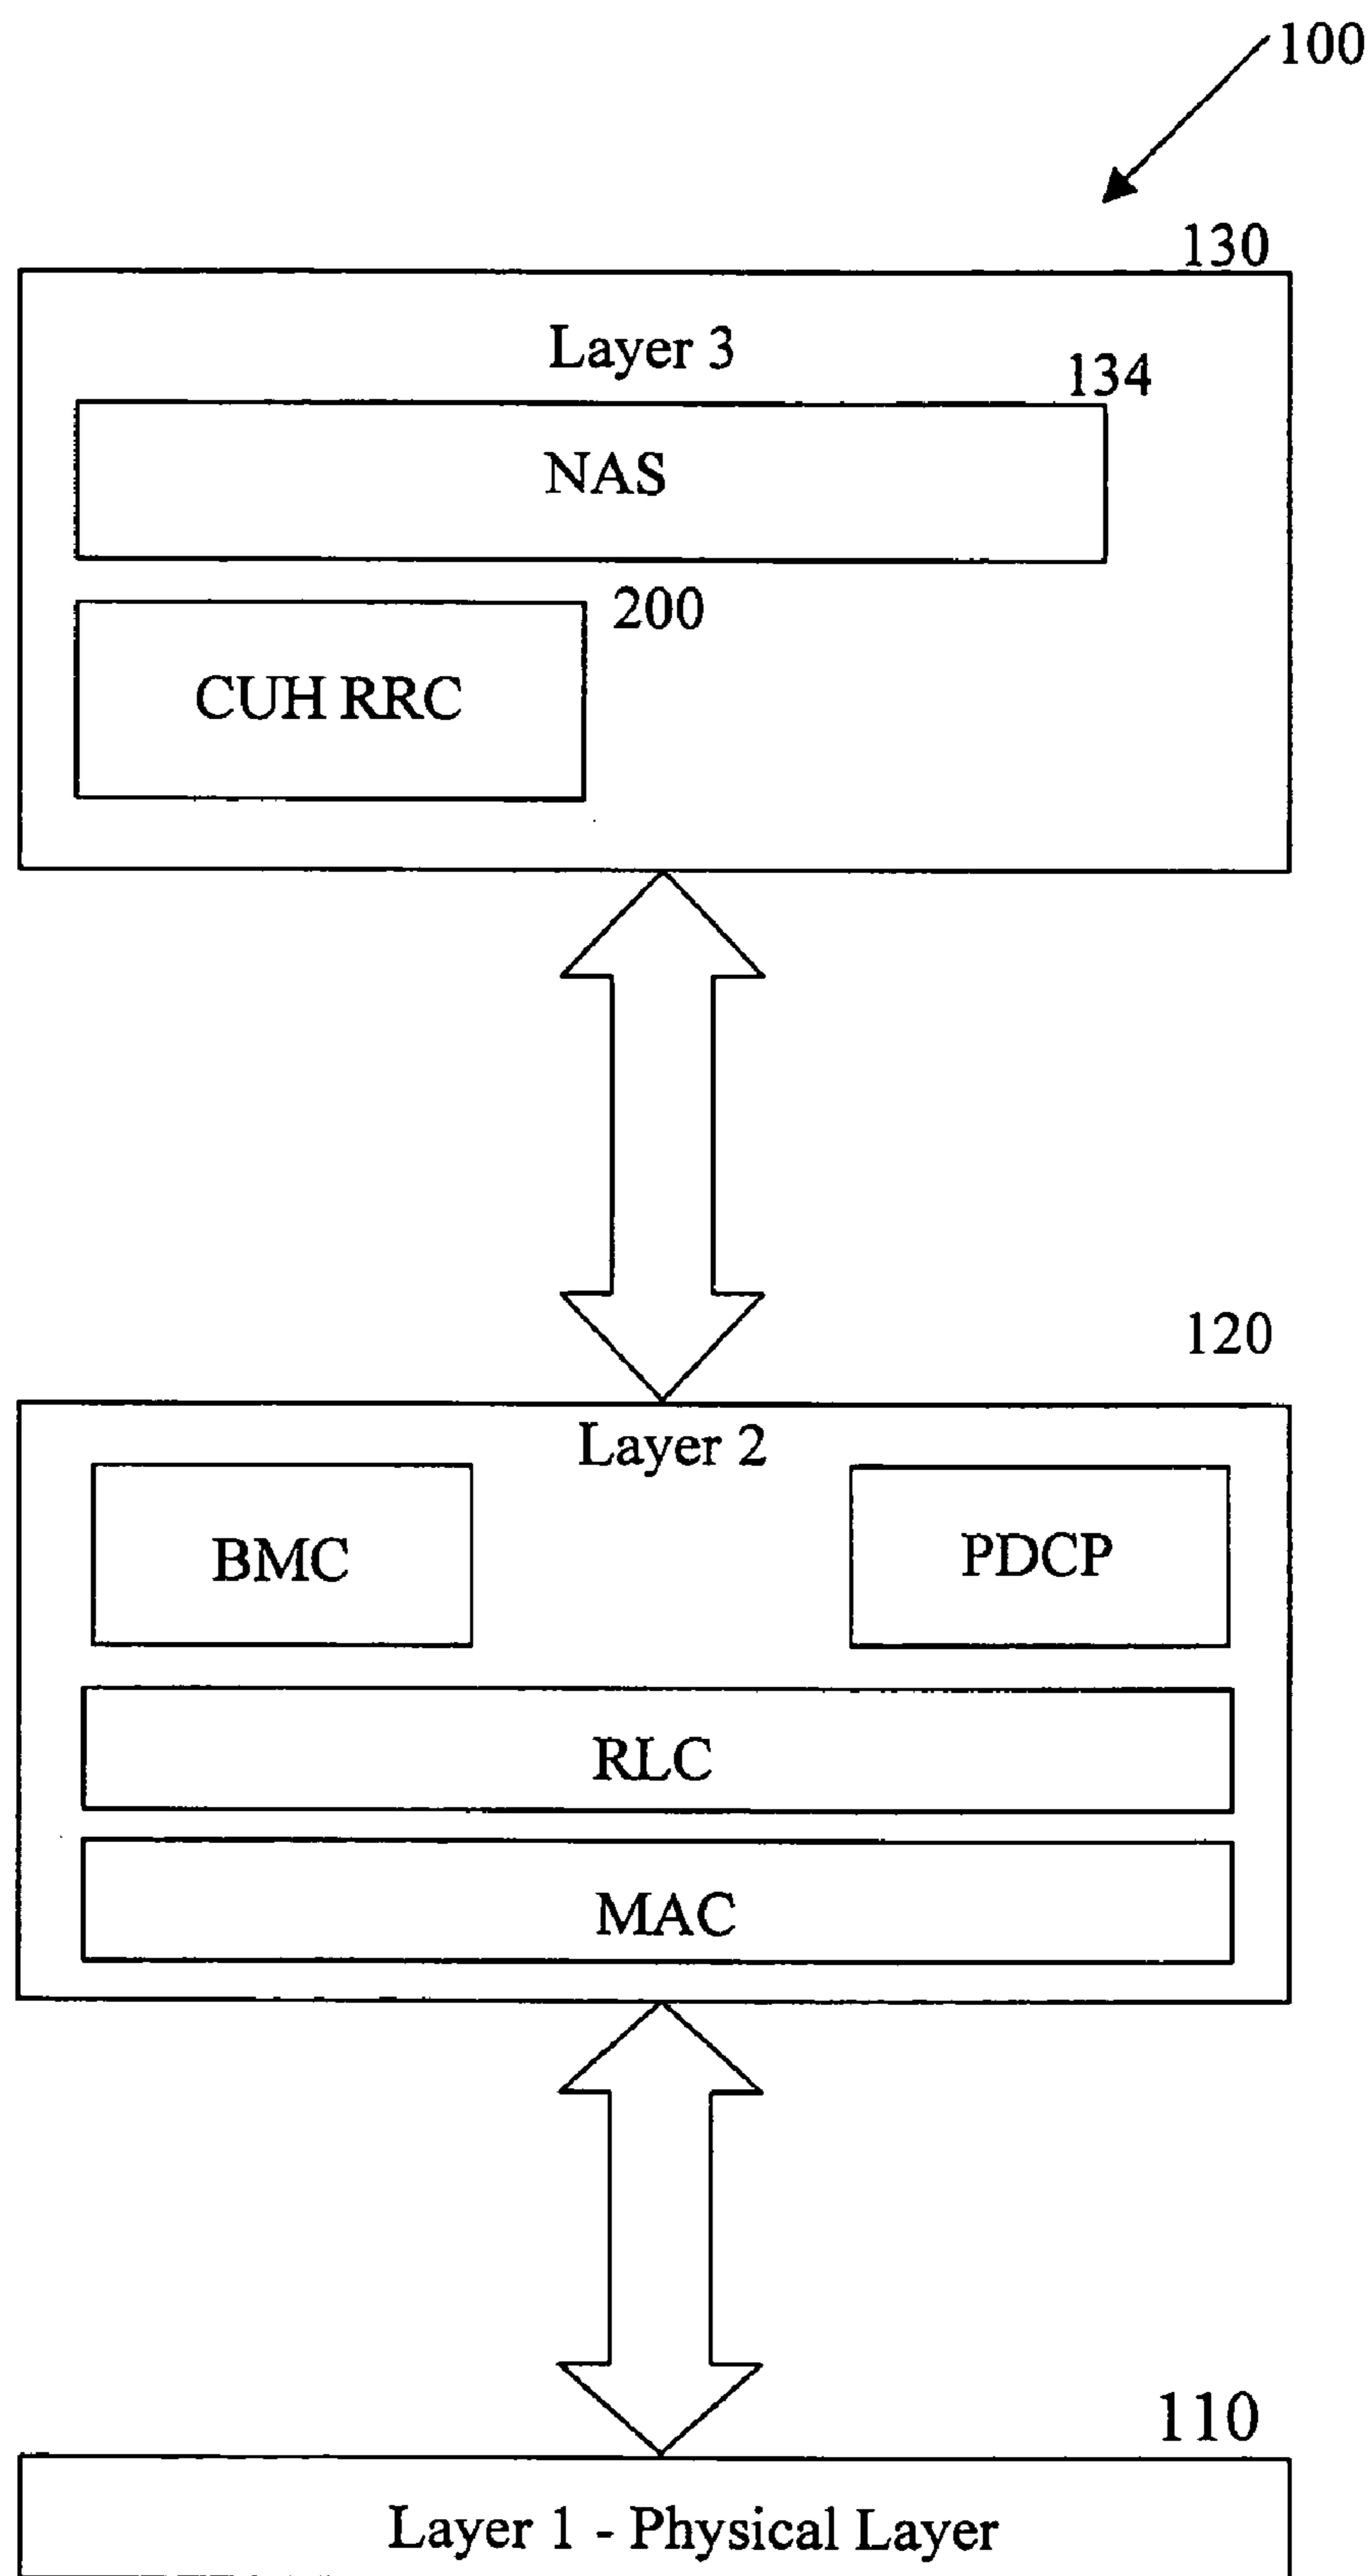 100
130
Layer 3
134
NAS
200
CUH RRC
120
Layer 2
BMC
PDCP
RLC
MAC
110
Layer 1 - Physical Layer